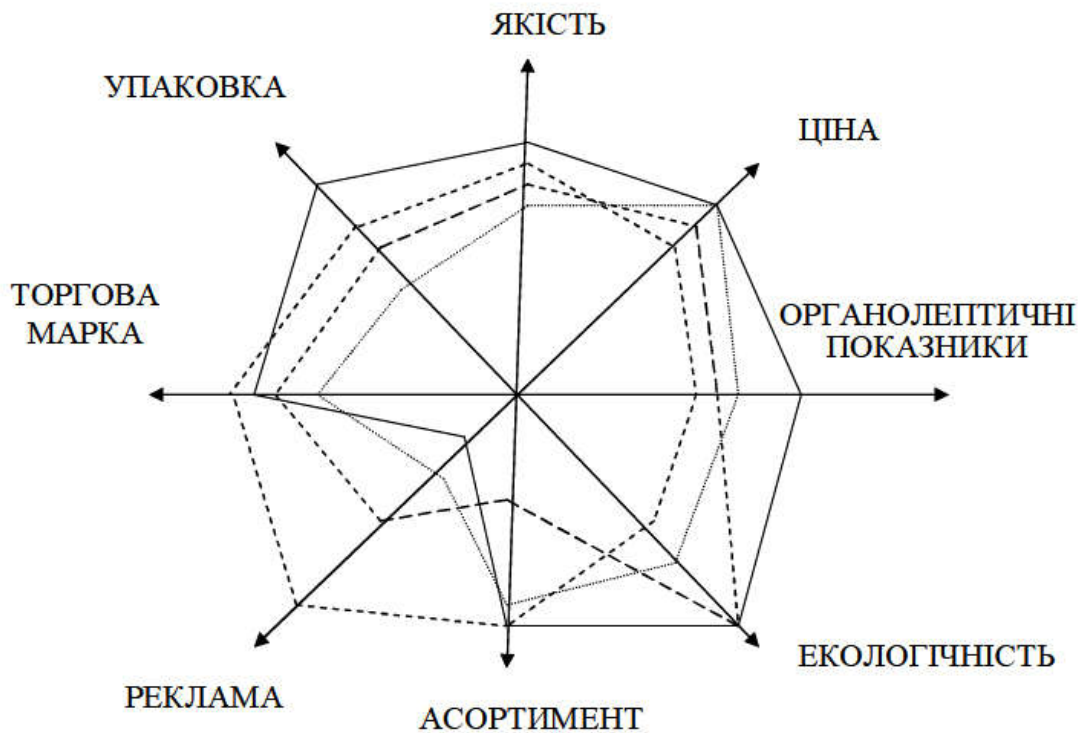 ЯКІСТЬ
УПАКОВКА
ЦІНА
ТОРГОВА
МАРКА
ОРГАНОЛЕПТИЧНІ
ПОКАЗНИКИ
ЕКОЛОГІЧНІСТЬ
РЕКЛАМА
АСОРТИМЕНТ